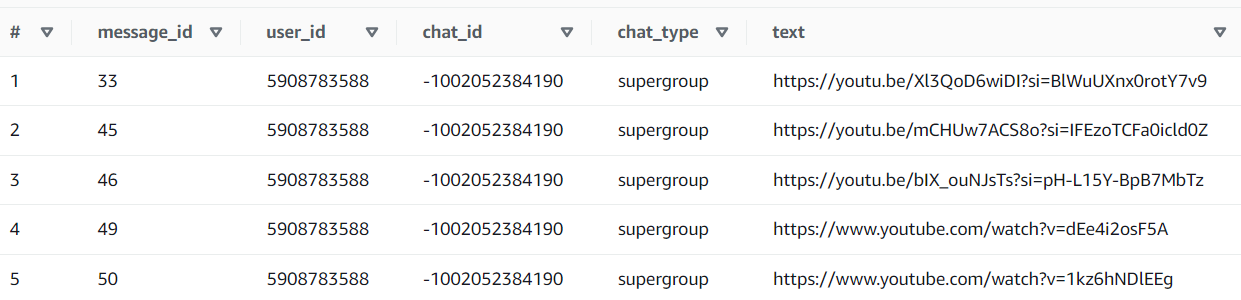 # message_id user_id chat_id chat_type text
1 33 5908783588 -1002052384190 supergroup https://youtu.be/Xl3QoD6wiDI?si=BlWuUXnx0rotY7v9
2 45 5908783588 -1002052384190 supergroup https://youtu.be/mCHUw7ACS8o?si=IFEzoTCFa0icld0Z
3 46 5908783588 -1002052384190 supergroup https://youtu.be/bIX_ouNJsTs?si=pH-L15Y-BpB7MbTz
4 49 5908783588 -1002052384190 supergroup https://www.youtube.com/watch?v=dEe4i2osF5A
5 50 5908783588 -1002052384190 supergroup https://www.youtube.com/watch?v=1kz6hNDlEEg